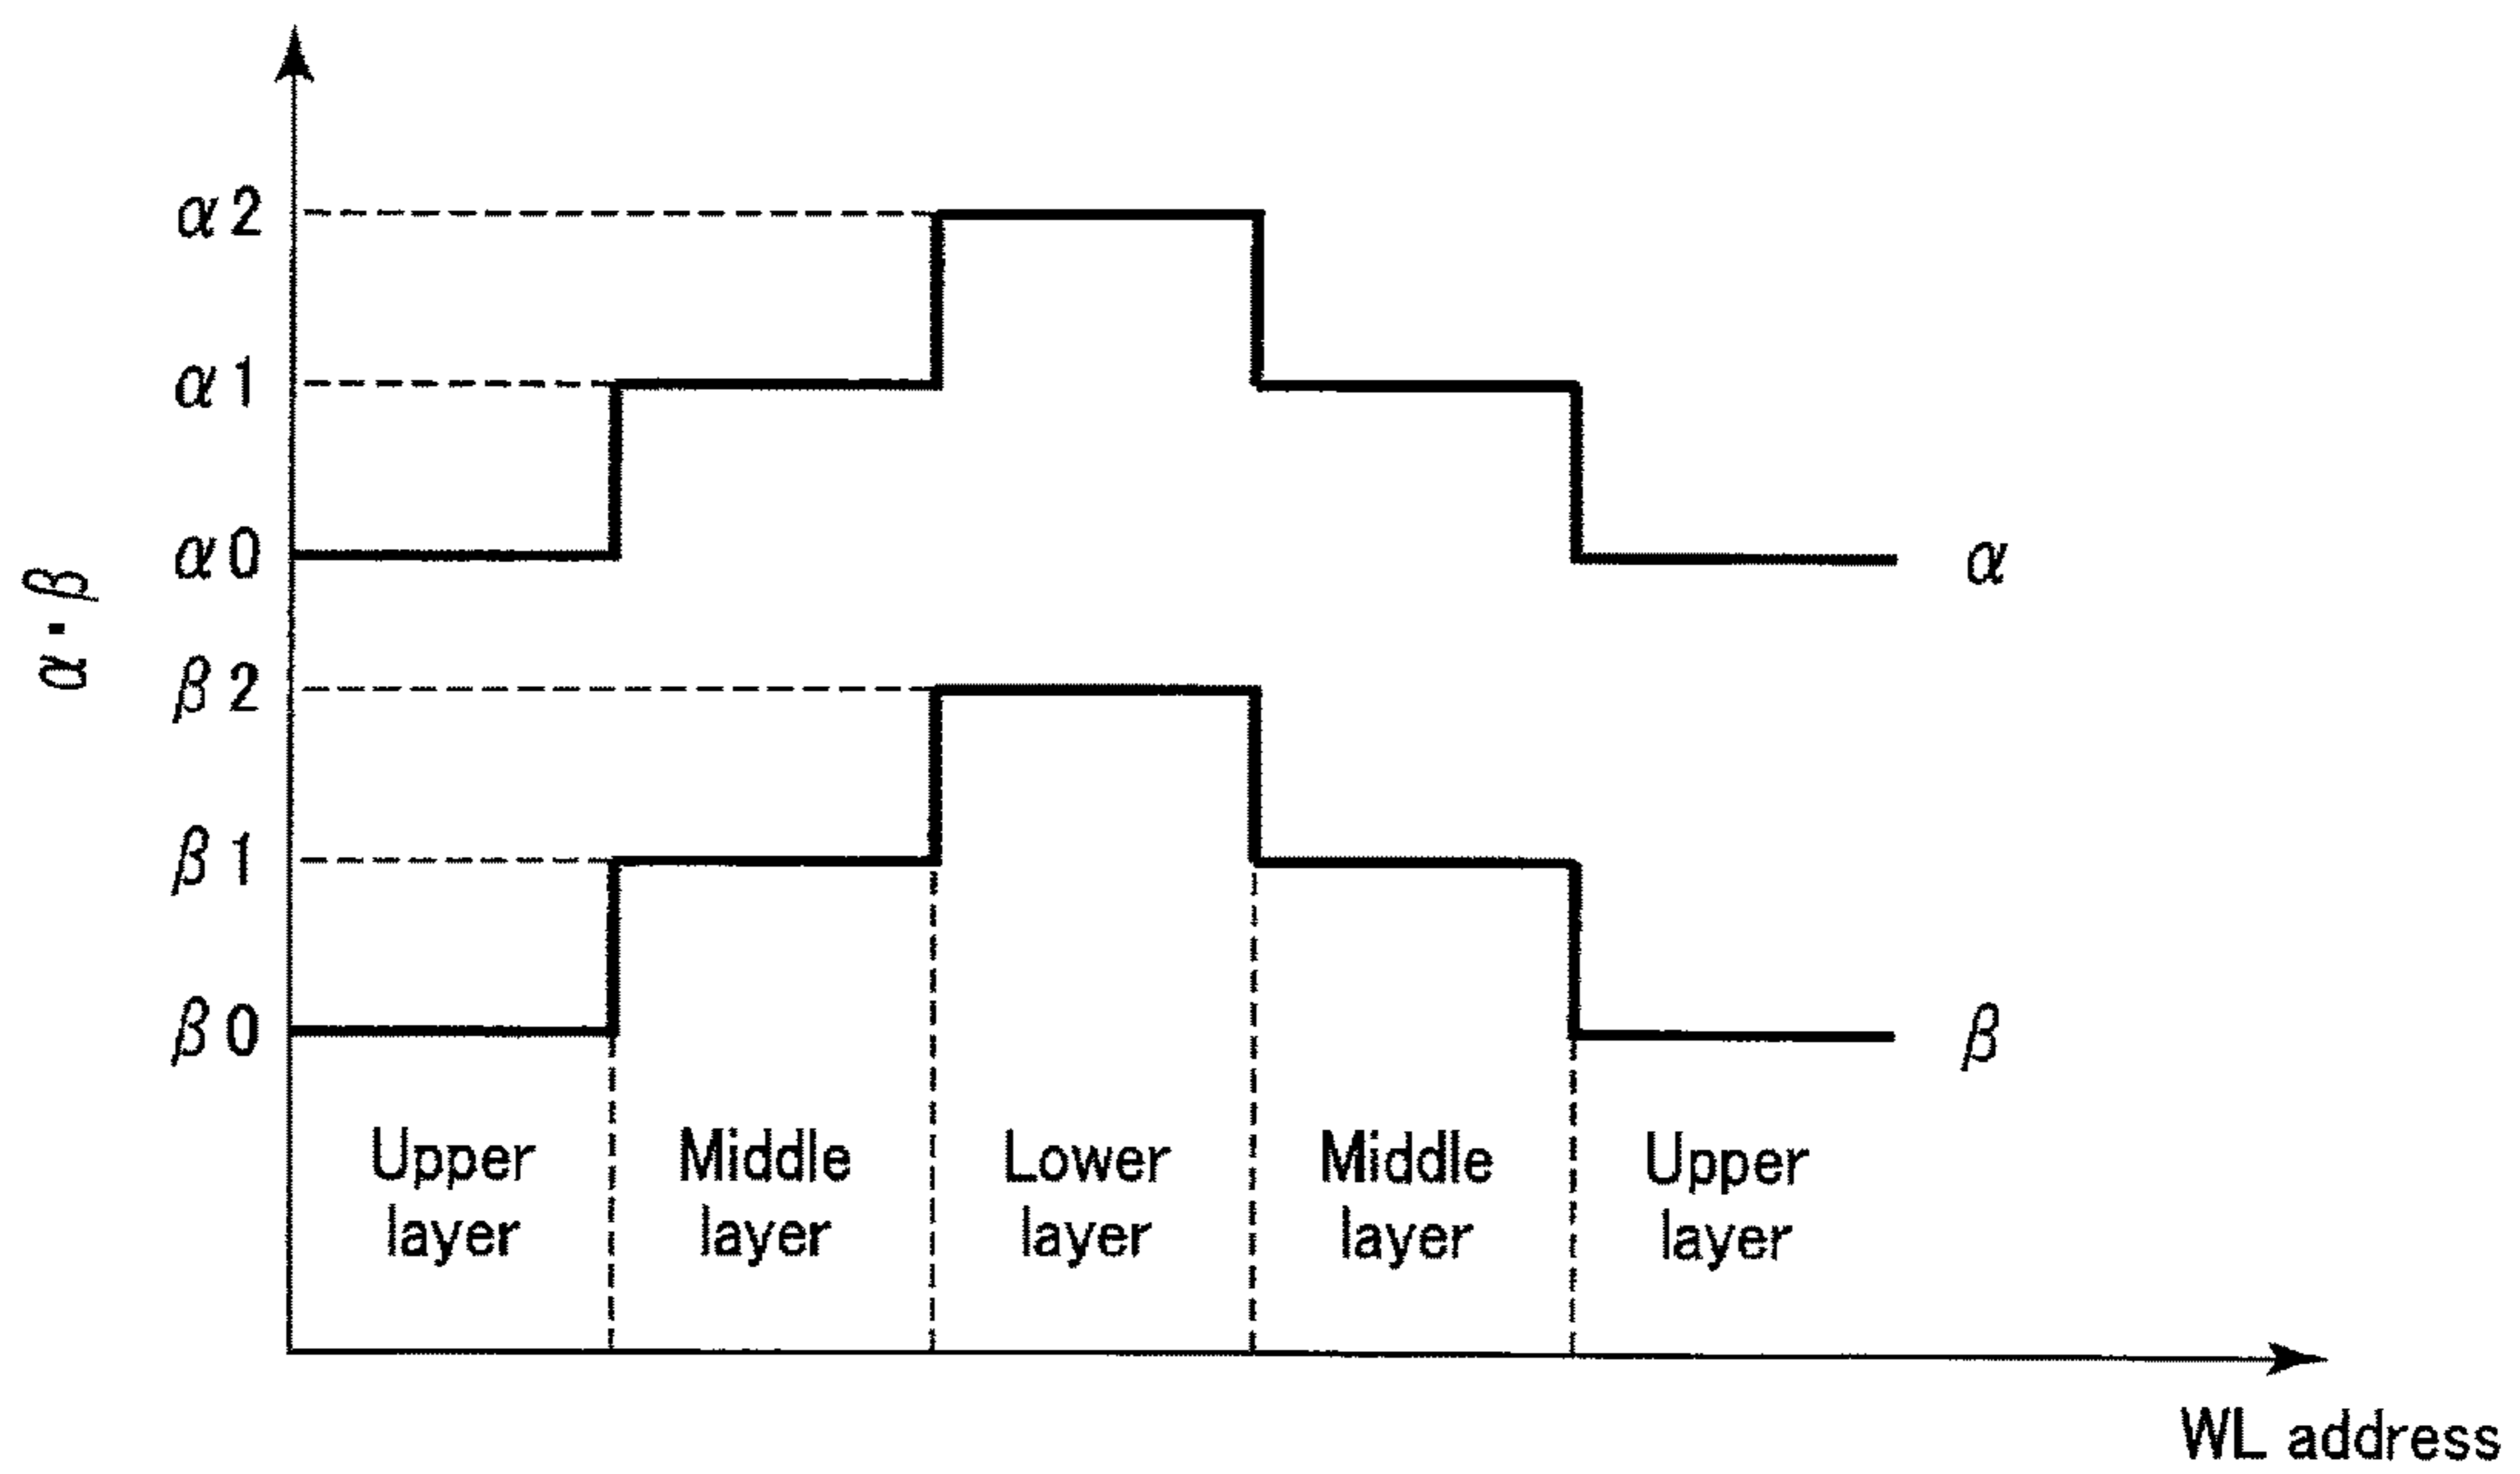 α2
α1
α0
α
α・β
β2
β1
β0
β
Upper
layer
Middle
layer
Lower
layer
Middle
layer
Upper
layer
WL address